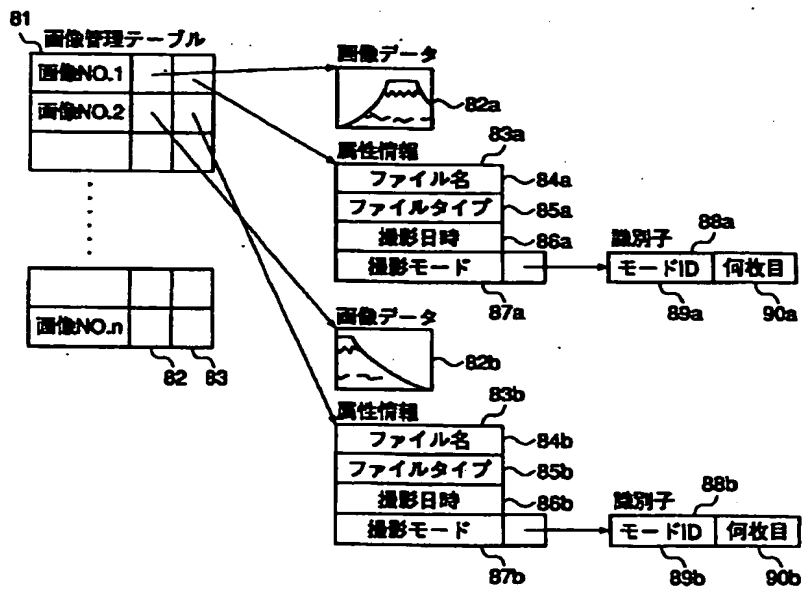 81
画像管理テーブル
画像NO.1
画像NO.2
画像NO.n
82
83
画像データ
82a
83a
属性情報
ファイル名
84a
ファイルタイプ
85a
撮影日時
86a
撮影モード
87a
88a
識別子
モードID
何枚目
89a
90a
画像データ
82b
83b
属性情報
ファイル名
84b
ファイルタイプ
85b
撮影日時
86b
撮影モード
87b
88b
識別子
モードID
何枚目
89b
90b